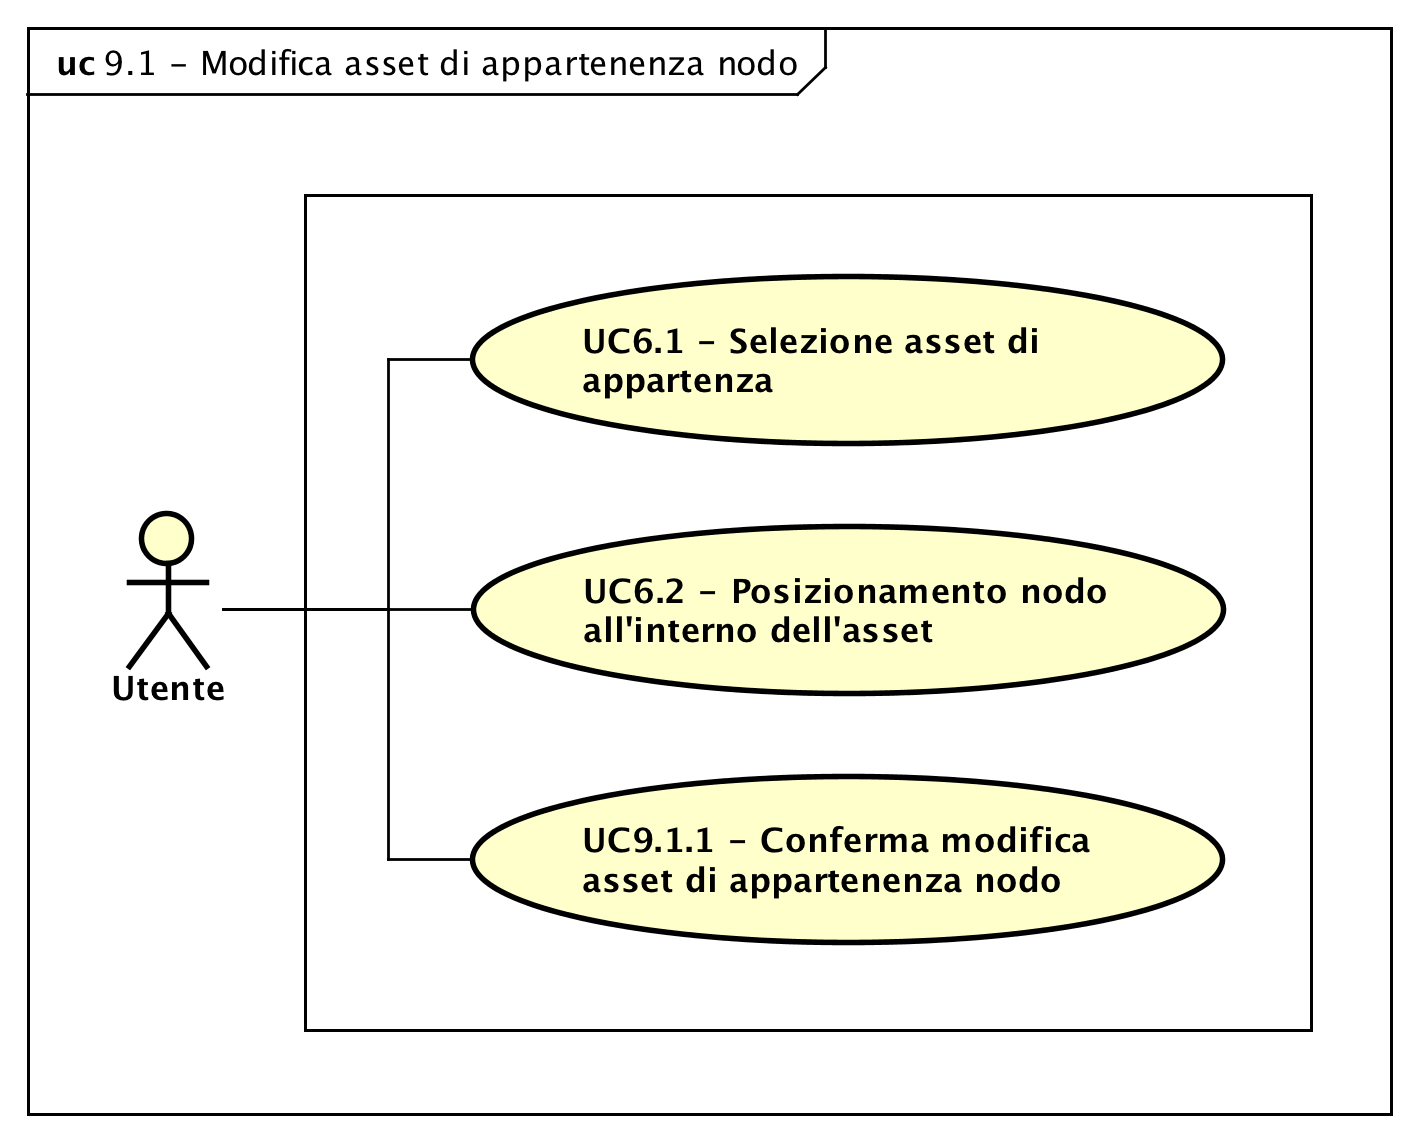 uc 9.1 - Modifica asset di appartenenza nodo
UC6.1 - Selezione asset di
appartenza
UC6.2 - Posizionamento nodo
all'interno dell'asset
Utente
UC9.1.1 - Conferma modifica
asset di appartenenza nodo